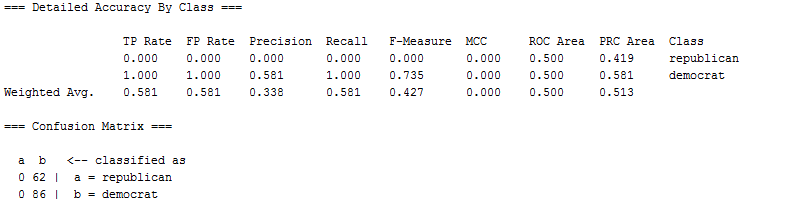 === Detailed Accuracy By Class ===
TP Rate FP Rate Precision Recall F-Measure MCC ROC Area PRC Area Class
0.000 0.000 0.000 0.000 0.000 0.000 0.500 0.419 republican
1.000 1.000 0.581 1.000 0.735 0.000 0.500 0.581 democrat
Weighted Avg. 0.581 0.581 0.338 0.581 0.427 0.000 0.500 0.513
=== Confusion Matrix ===
a b <-- classified as
0 62 | a = republican
0 86 | b = democrat